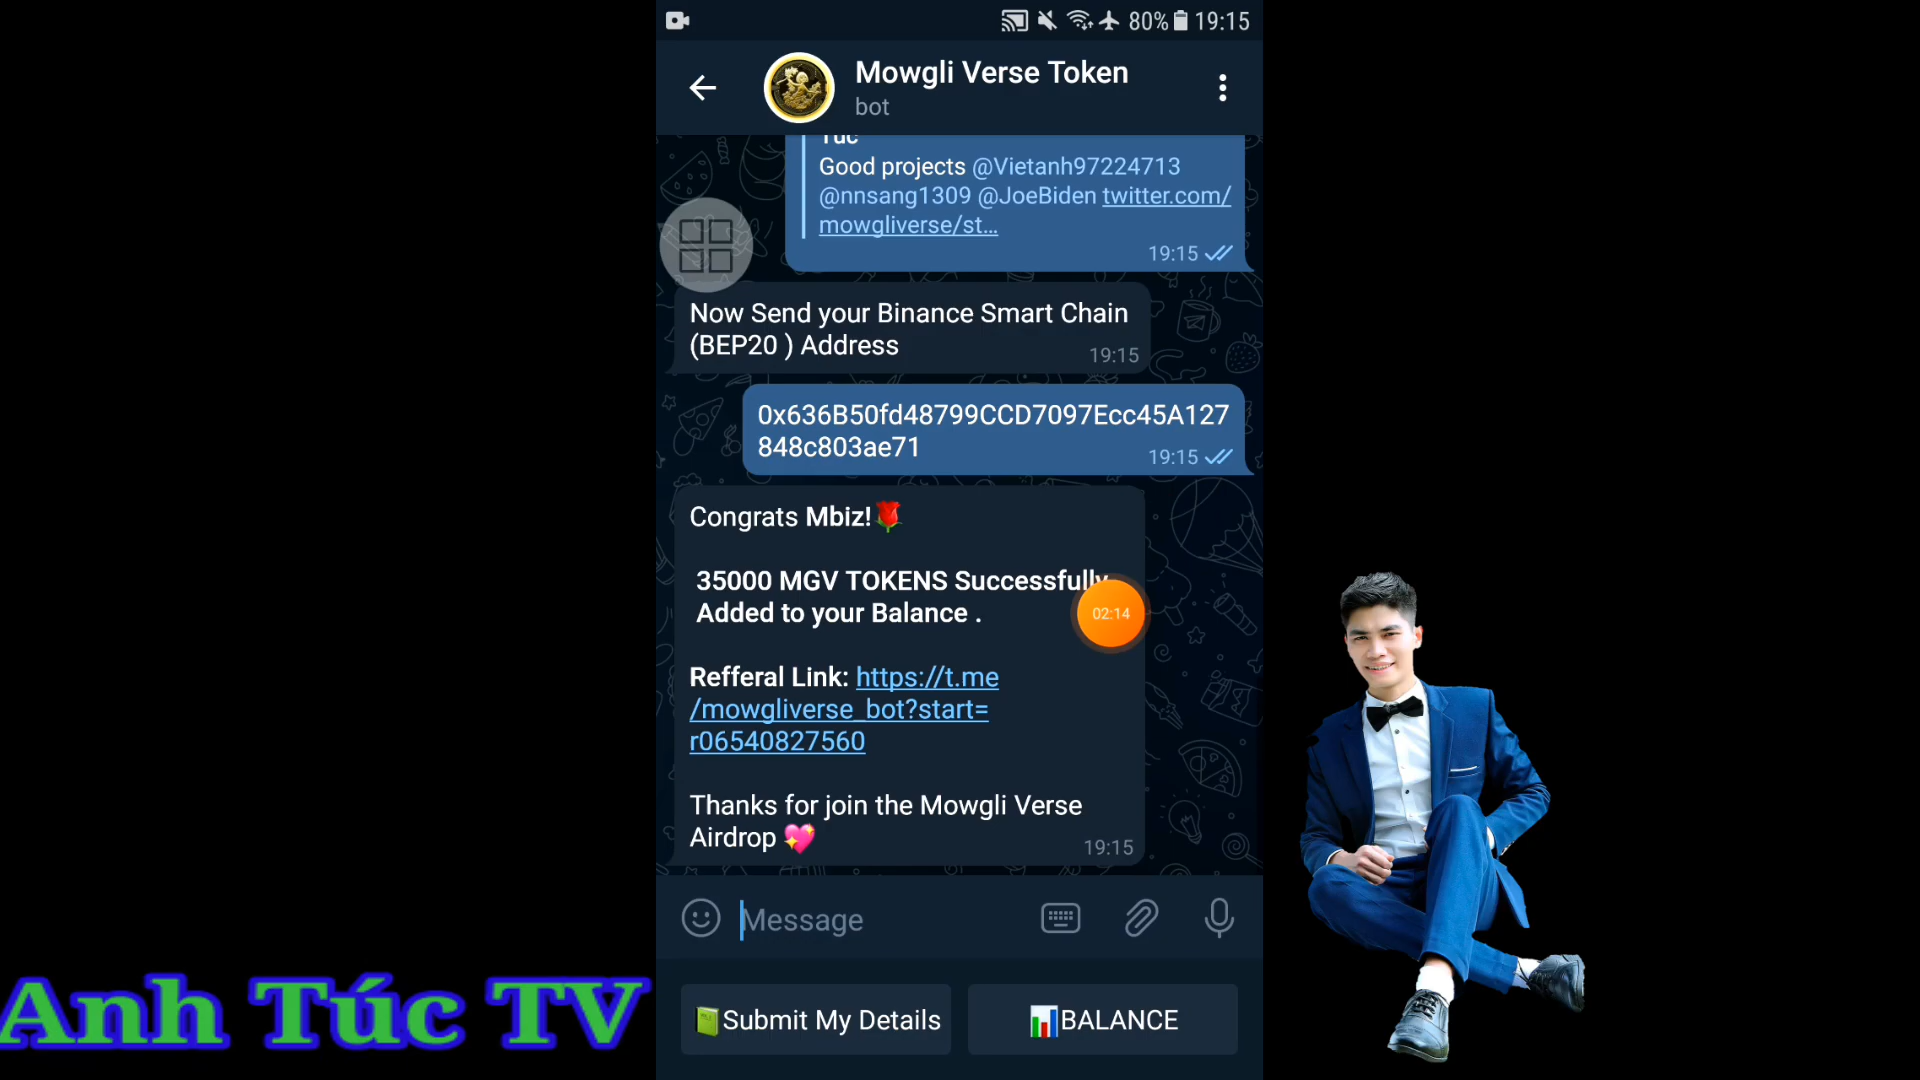 80% 19:15
Mowgli Verse Token
bot
Túc
Good projects @Vietanh97224713
@nnsang1309 @JoeBiden twitter.com/
mowgliverse/st...
19:15
Now Send your Binance Smart Chain
(BEP20 ) Address
19:15
0x636B50fd48799CCD7097Ecc45A127
848c803ae71
19:15
Congrats Mbiz!🌹
35000 MGV TOKENS Successfully
Added to your Balance .
02:14
Refferal Link: https://t.me
/mowgliverse_bot?start=
r06540827560
Thanks for join the Mowgli Verse
Airdrop 💖
19:15
Message
📗Submit My Details
📊BALANCE
Anh Túc TV